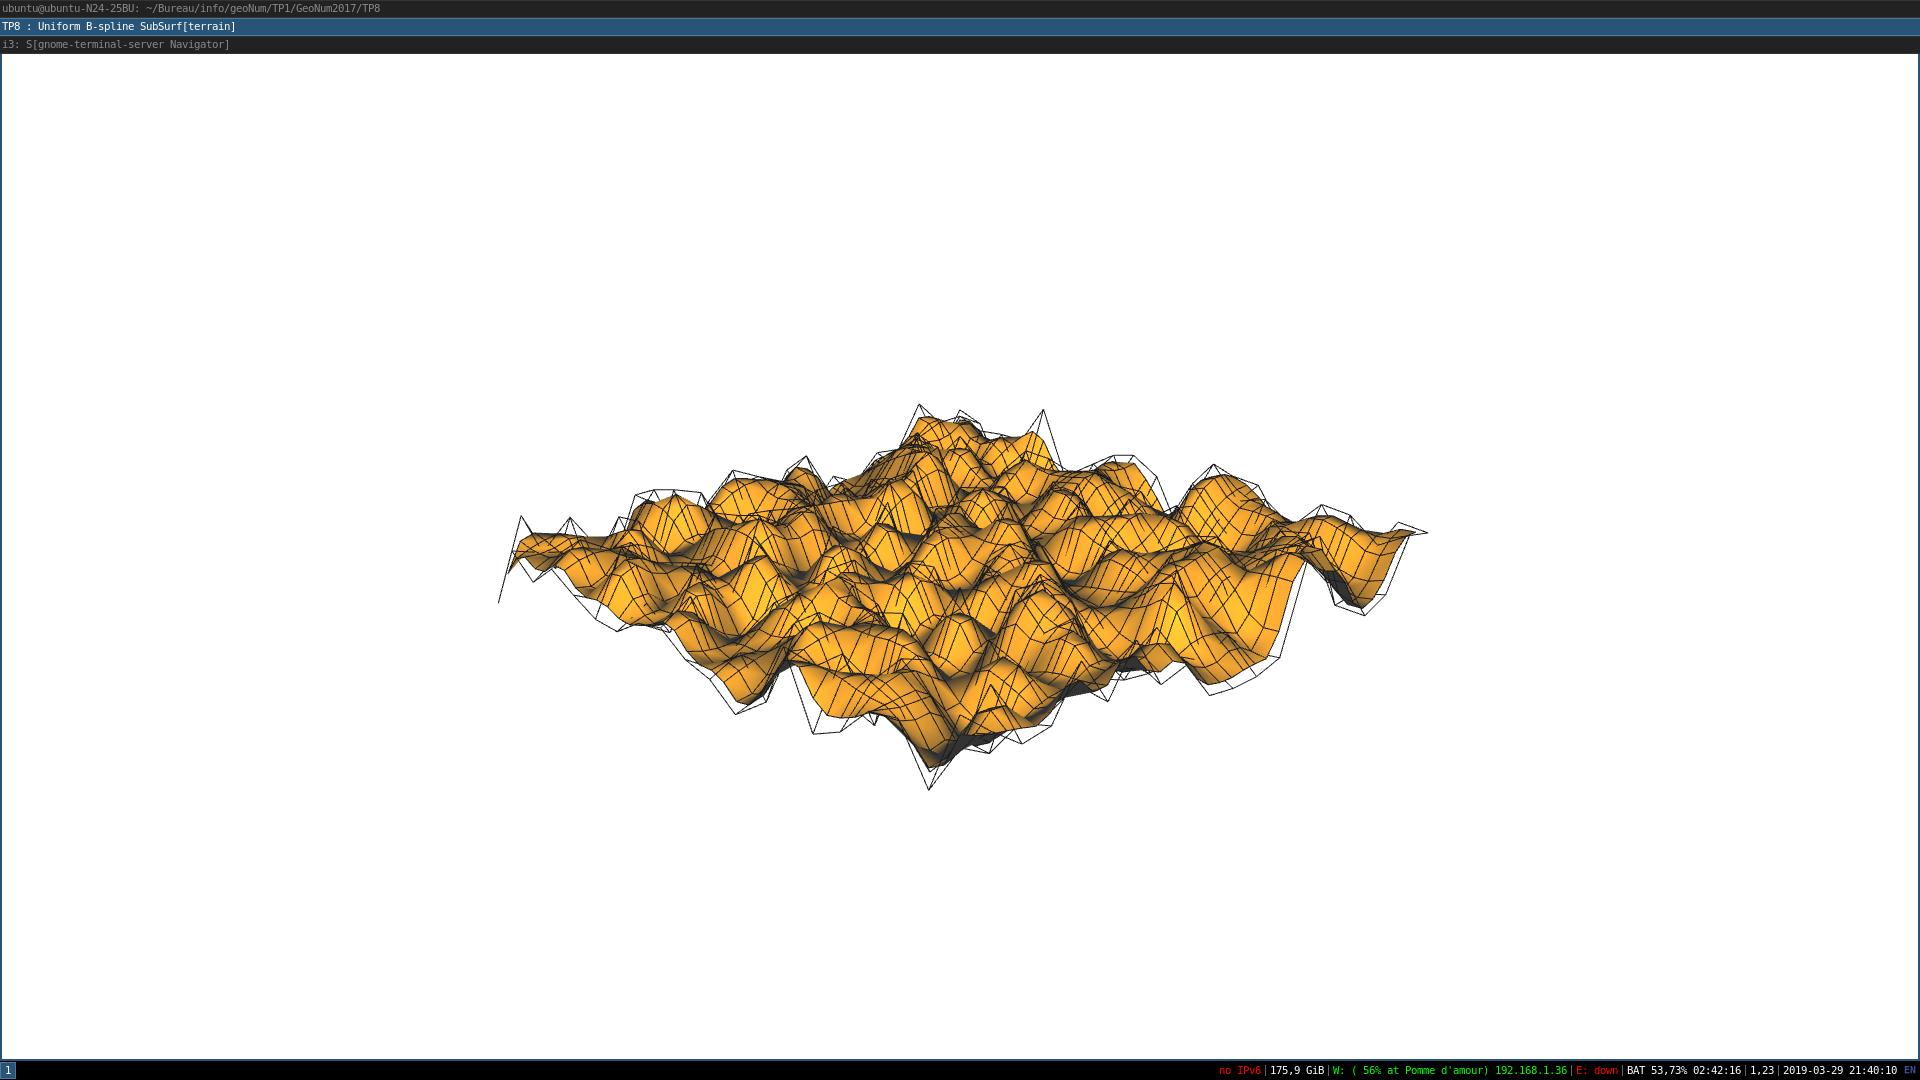 ubuntu@ubuntu-N24-25BU: ~/Bureau/info/geoNum/TP1/GeoNum2017/TP8
TP8 : Uniform B-spline SubSurf[terrain]
i3: S[gnome-terminal-server Navigator]
1 no IPv6|175,9 GiB|W: ( 56% at Pomme d'amour) 192.168.1.36|E: down|BAT 53,73% 02:42:16|1,23|2019-03-29 21:40:10 EN